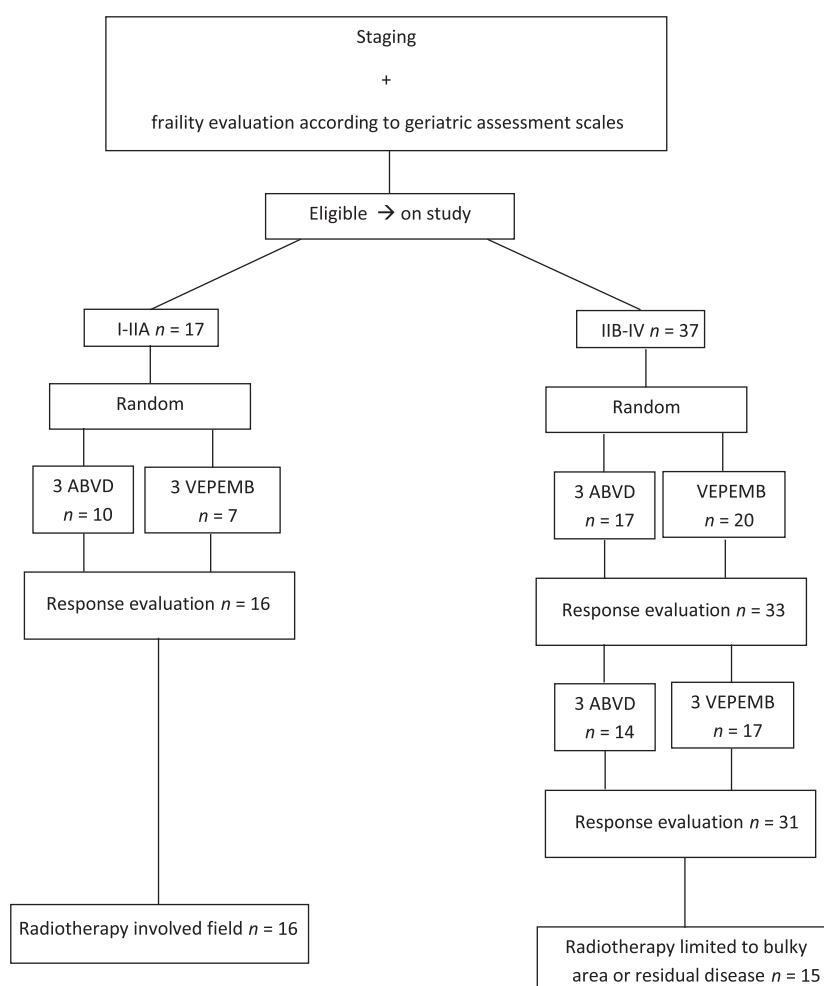 Staging
+
fraility evaluation according to geriatric assessment scales
Eligible → on study
I-IIA n = 17
Random
3 ABVD
n = 10
3 VEPEMB
n = 7
Response evaluation n = 16
Radiotherapy involved field n = 16
IIB-IV n = 37
Random
3 ABVD
n = 17
VEPEMB
n = 20
Response evaluation n = 33
3 ABVD
n = 14
3 VEPEMB
n = 17
Response evaluation n = 31
Radiotherapy limited to bulky
area or residual disease n = 15